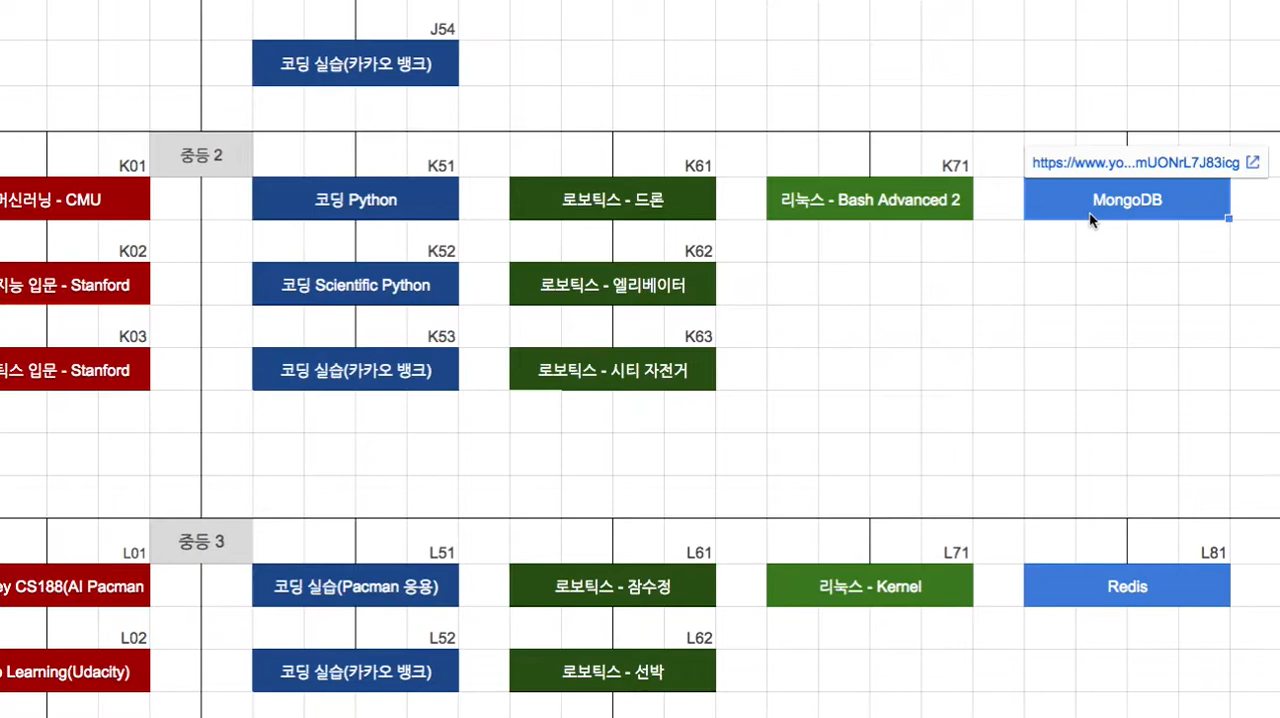 J54
코딩 실습(카카오 뱅크)
중등 2
K01
K51
K61
K71
https://www.yo...mUONrL7J83icg
머신러닝 - CMU
코딩 Python
로보틱스 - 드론
리눅스 - Bash Advanced 2
MongoDB
K02
K52
K62
지능 입문 - Stanford
코딩 Scientific Python
로보틱스 - 엘리베이터
K03
K53
K63
틱스 입문 - Stanford
코딩 실습(카카오 뱅크)
로보틱스 - 시티 자전거
중등 3
L01
L51
L61
L71
L81
ey CS188(AI Pacman
코딩 실습(Pacman 응용)
로보틱스 - 잠수정
리눅스 - Kernel
Redis
L02
L52
L62
Learning(Udacity)
코딩 실습(카카오 뱅크)
로보틱스 - 선박